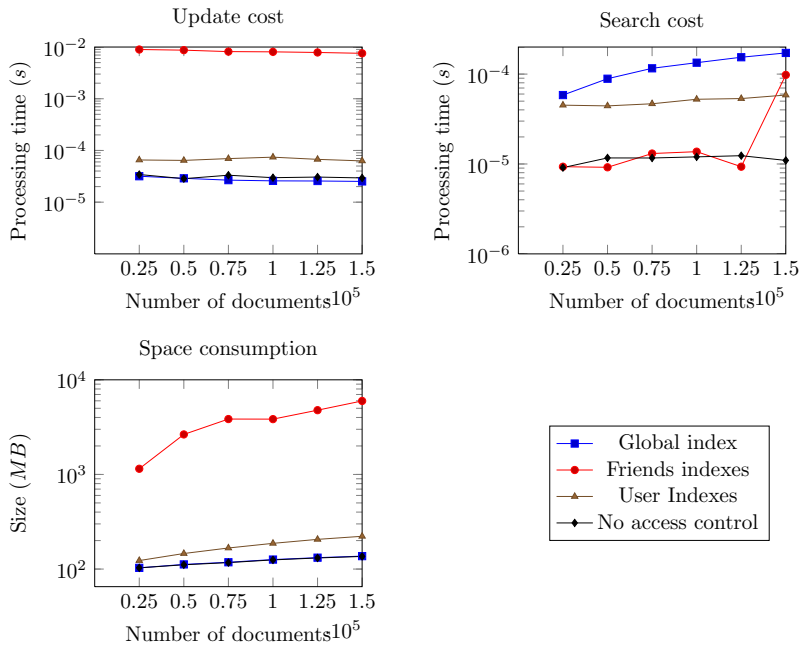 Update cost
10^−2
10^−3
10^−4
10^−5
Processing time (s)
0.25 0.5 0.75 1 1.25 1.5
Number of documents 10^5
Search cost
10^−4
10^−5
10^−6
Processing time (s)
0.25 0.5 0.75 1 1.25 1.5
Number of documents 10^5
Space consumption
10^4
10^3
10^2
Size (MB)
0.25 0.5 0.75 1 1.25 1.5
Number of documents 10^5
Global index
Friends indexes
User Indexes
No access control